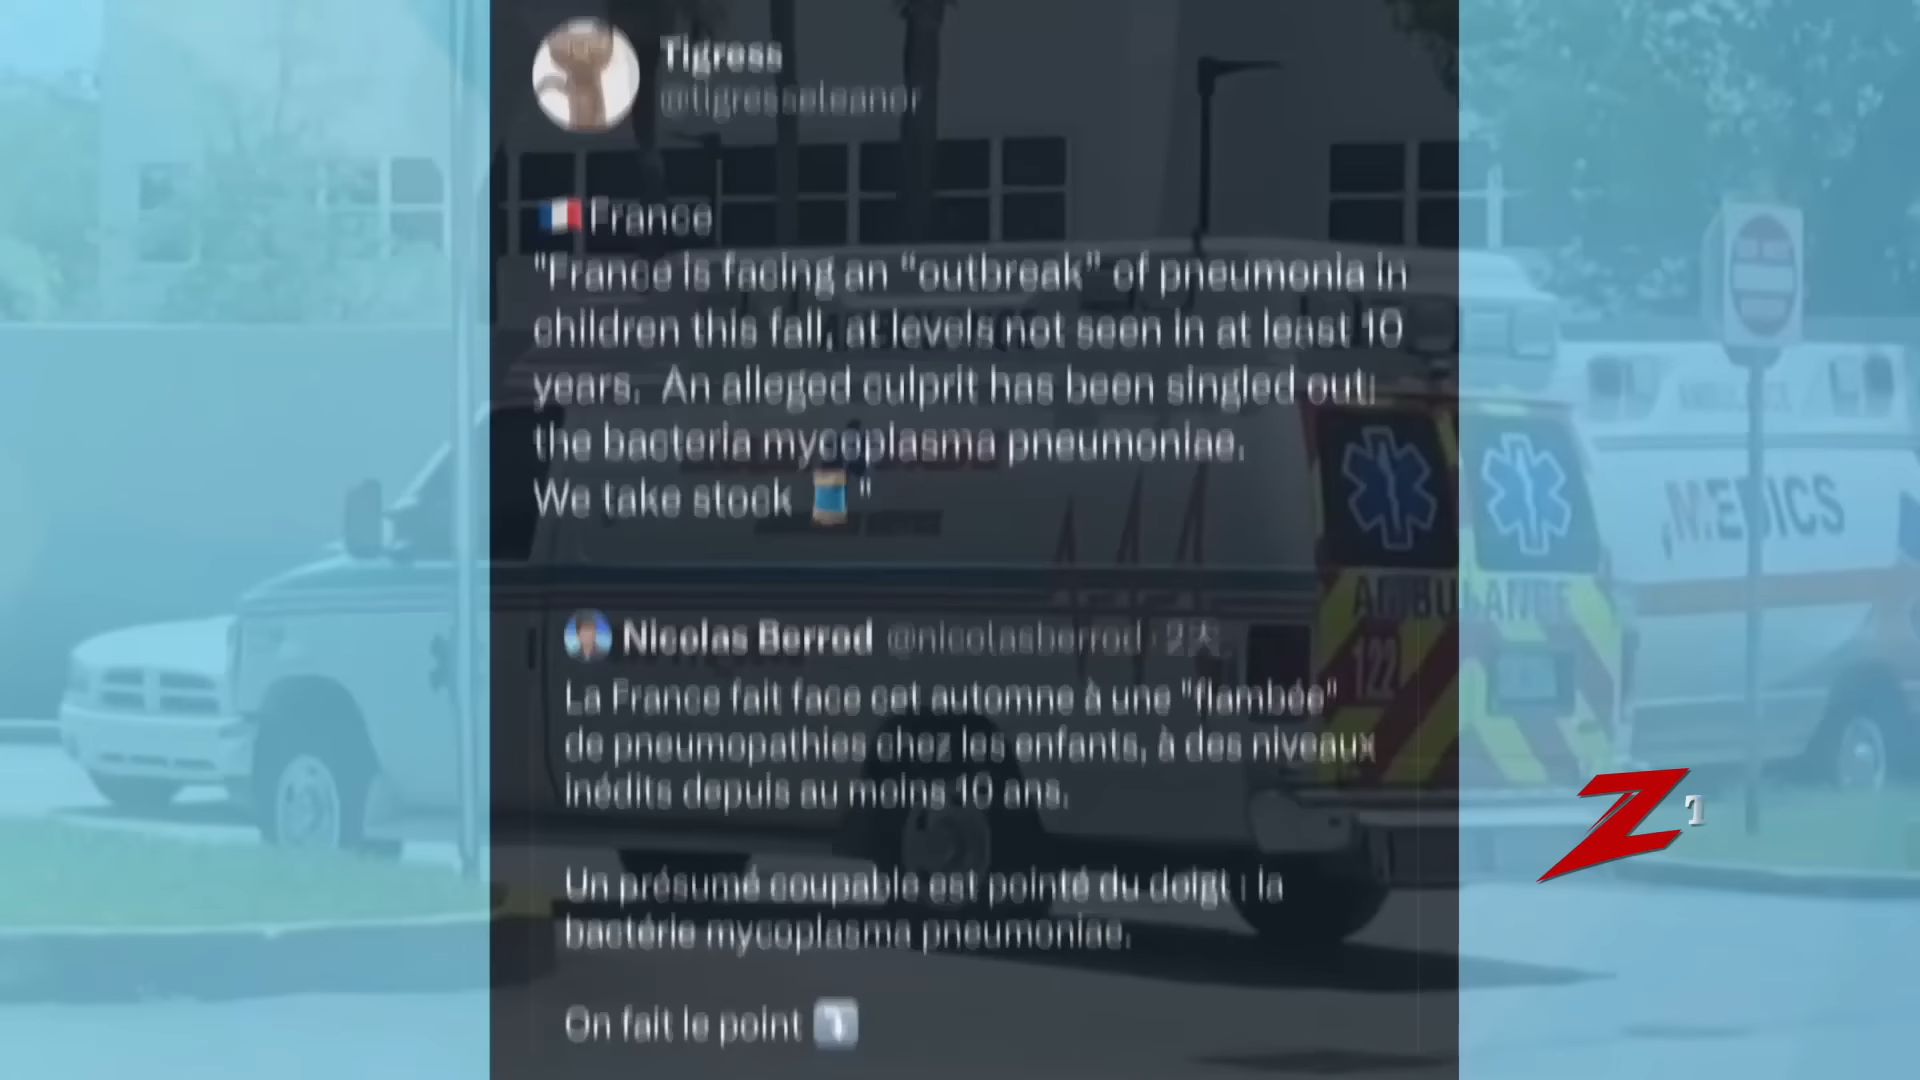 Tigress
@tigresseleanor
France
"France is facing an “outbreak” of pneumonia in
children this fall, at levels not seen in at least 10
years. An alleged culprit has been singled out:
the bacteria mycoplasma pneumoniae.
We take stock "
Nicolas Berrod @nicolasberrod · 2天
La France fait face cet automne à une "flambée"
de pneumopathies chez les enfants, à des niveaux
inédits depuis au moins 10 ans.
Un présumé coupable est pointé du doigt : la
bactérie mycoplasma pneumoniae.
On fait le point
MEDICS
AMBULANCE
122
Z
1